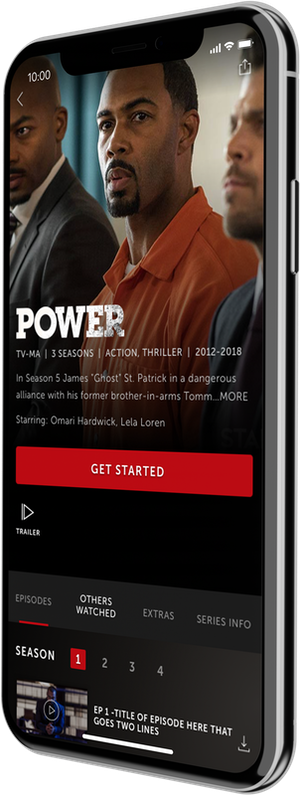 10:00
POWER
TV-MA | 3 SEASONS | ACTION, THRILLER | 2012-2018
In Season 5 James "Ghost" St. Patrick in a dangerous
alliance with his former brother-in-arms Tomm...MORE
Starring: Omari Hardwick, Lela Loren
GET STARTED
TRAILER
EPISODES
OTHERS
WATCHED
EXTRAS
SERIES INFO
SEASON 1 2 3 4
EP 1 -TITLE OF EPISODE HERE THAT
GOES TWO LINES